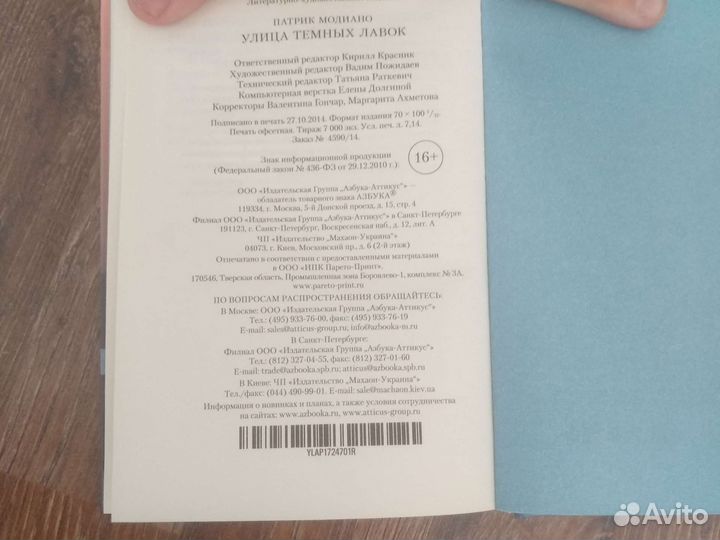 Литературно-художественное
ПАТРИК МОДИАНО
УЛИЦА ТЕМНЫХ ЛАВОК
Ответственный редактор Кирилл Красник
Художественный редактор Вадим Пожидаев
Технический редактор Татьяна Раткевич
Компьютерная верстка Елены Долгиной
Корректоры Валентина Гончар, Маргарита Ахметова
Подписано в печать 27.10.2014. Формат издания 70 × 100 1/32.
Печать офсетная. Тираж 7 000 экз. Усл. печ. л. 7,14.
Заказ № 4590/14.
Знак информационной продукции
(Федеральный закон № 436-ФЗ от 29.12.2010 г.):
16+
ООО «Издательская Группа „Азбука-Аттикус“» —
обладатель товарного знака АЗБУКА®
119334, г. Москва, 5-й Донской проезд, д. 15, стр. 4
Филиал ООО «Издательская Группа „Азбука-Аттикус“» в Санкт-Петербурге
191123, г. Санкт-Петербург, Воскресенская наб., д. 12, лит. А
ЧП «Издательство „Махаон-Украина“»
04073, г. Киев, Московский пр., д. 6 (2-й этаж)
Отпечатано в соответствии с предоставленными материалами
в ООО «ИПК Парето-Принт».
170546, Тверская область, Промышленная зона Боровлево-1, комплекс № 3А.
www.pareto-print.ru
ПО ВОПРОСАМ РАСПРОСТРАНЕНИЯ ОБРАЩАЙТЕСЬ:
В Москве: ООО «Издательская Группа „Азбука-Аттикус“»
Тел.: (495) 933-76-00, факс: (495) 933-76-19
E-mail: sales@atticus-group.ru; info@azbooka-m.ru
В Санкт-Петербурге:
Филиал ООО «Издательская Группа „Азбука-Аттикус“»
Тел.: (812) 327-04-55, факс: (812) 327-01-60
E-mail: trade@azbooka.spb.ru; atticus@azbooka.spb.ru
В Киеве: ЧП «Издательство „Махаон-Украина“»
Тел./факс: (044) 490-99-01. E-mail: sale@machaon.kiev.ua
Информация о новинках и планах, а также условия сотрудничества
на сайтах: www.azbooka.ru, www.atticus-group.ru
YLAP1724701R
Avito